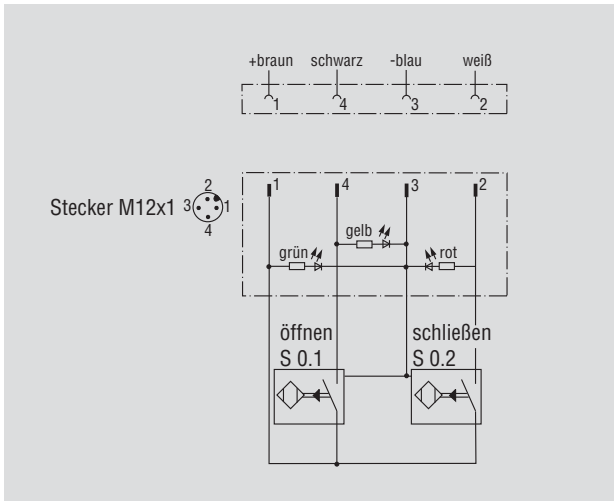 +braun schwarz -blau weiß
1 4 3 2
1 4 3 2
Stecker M12x1
2
3 1
4
gelb
grün
rot
öffnen
S 0.1
schließen
S 0.2